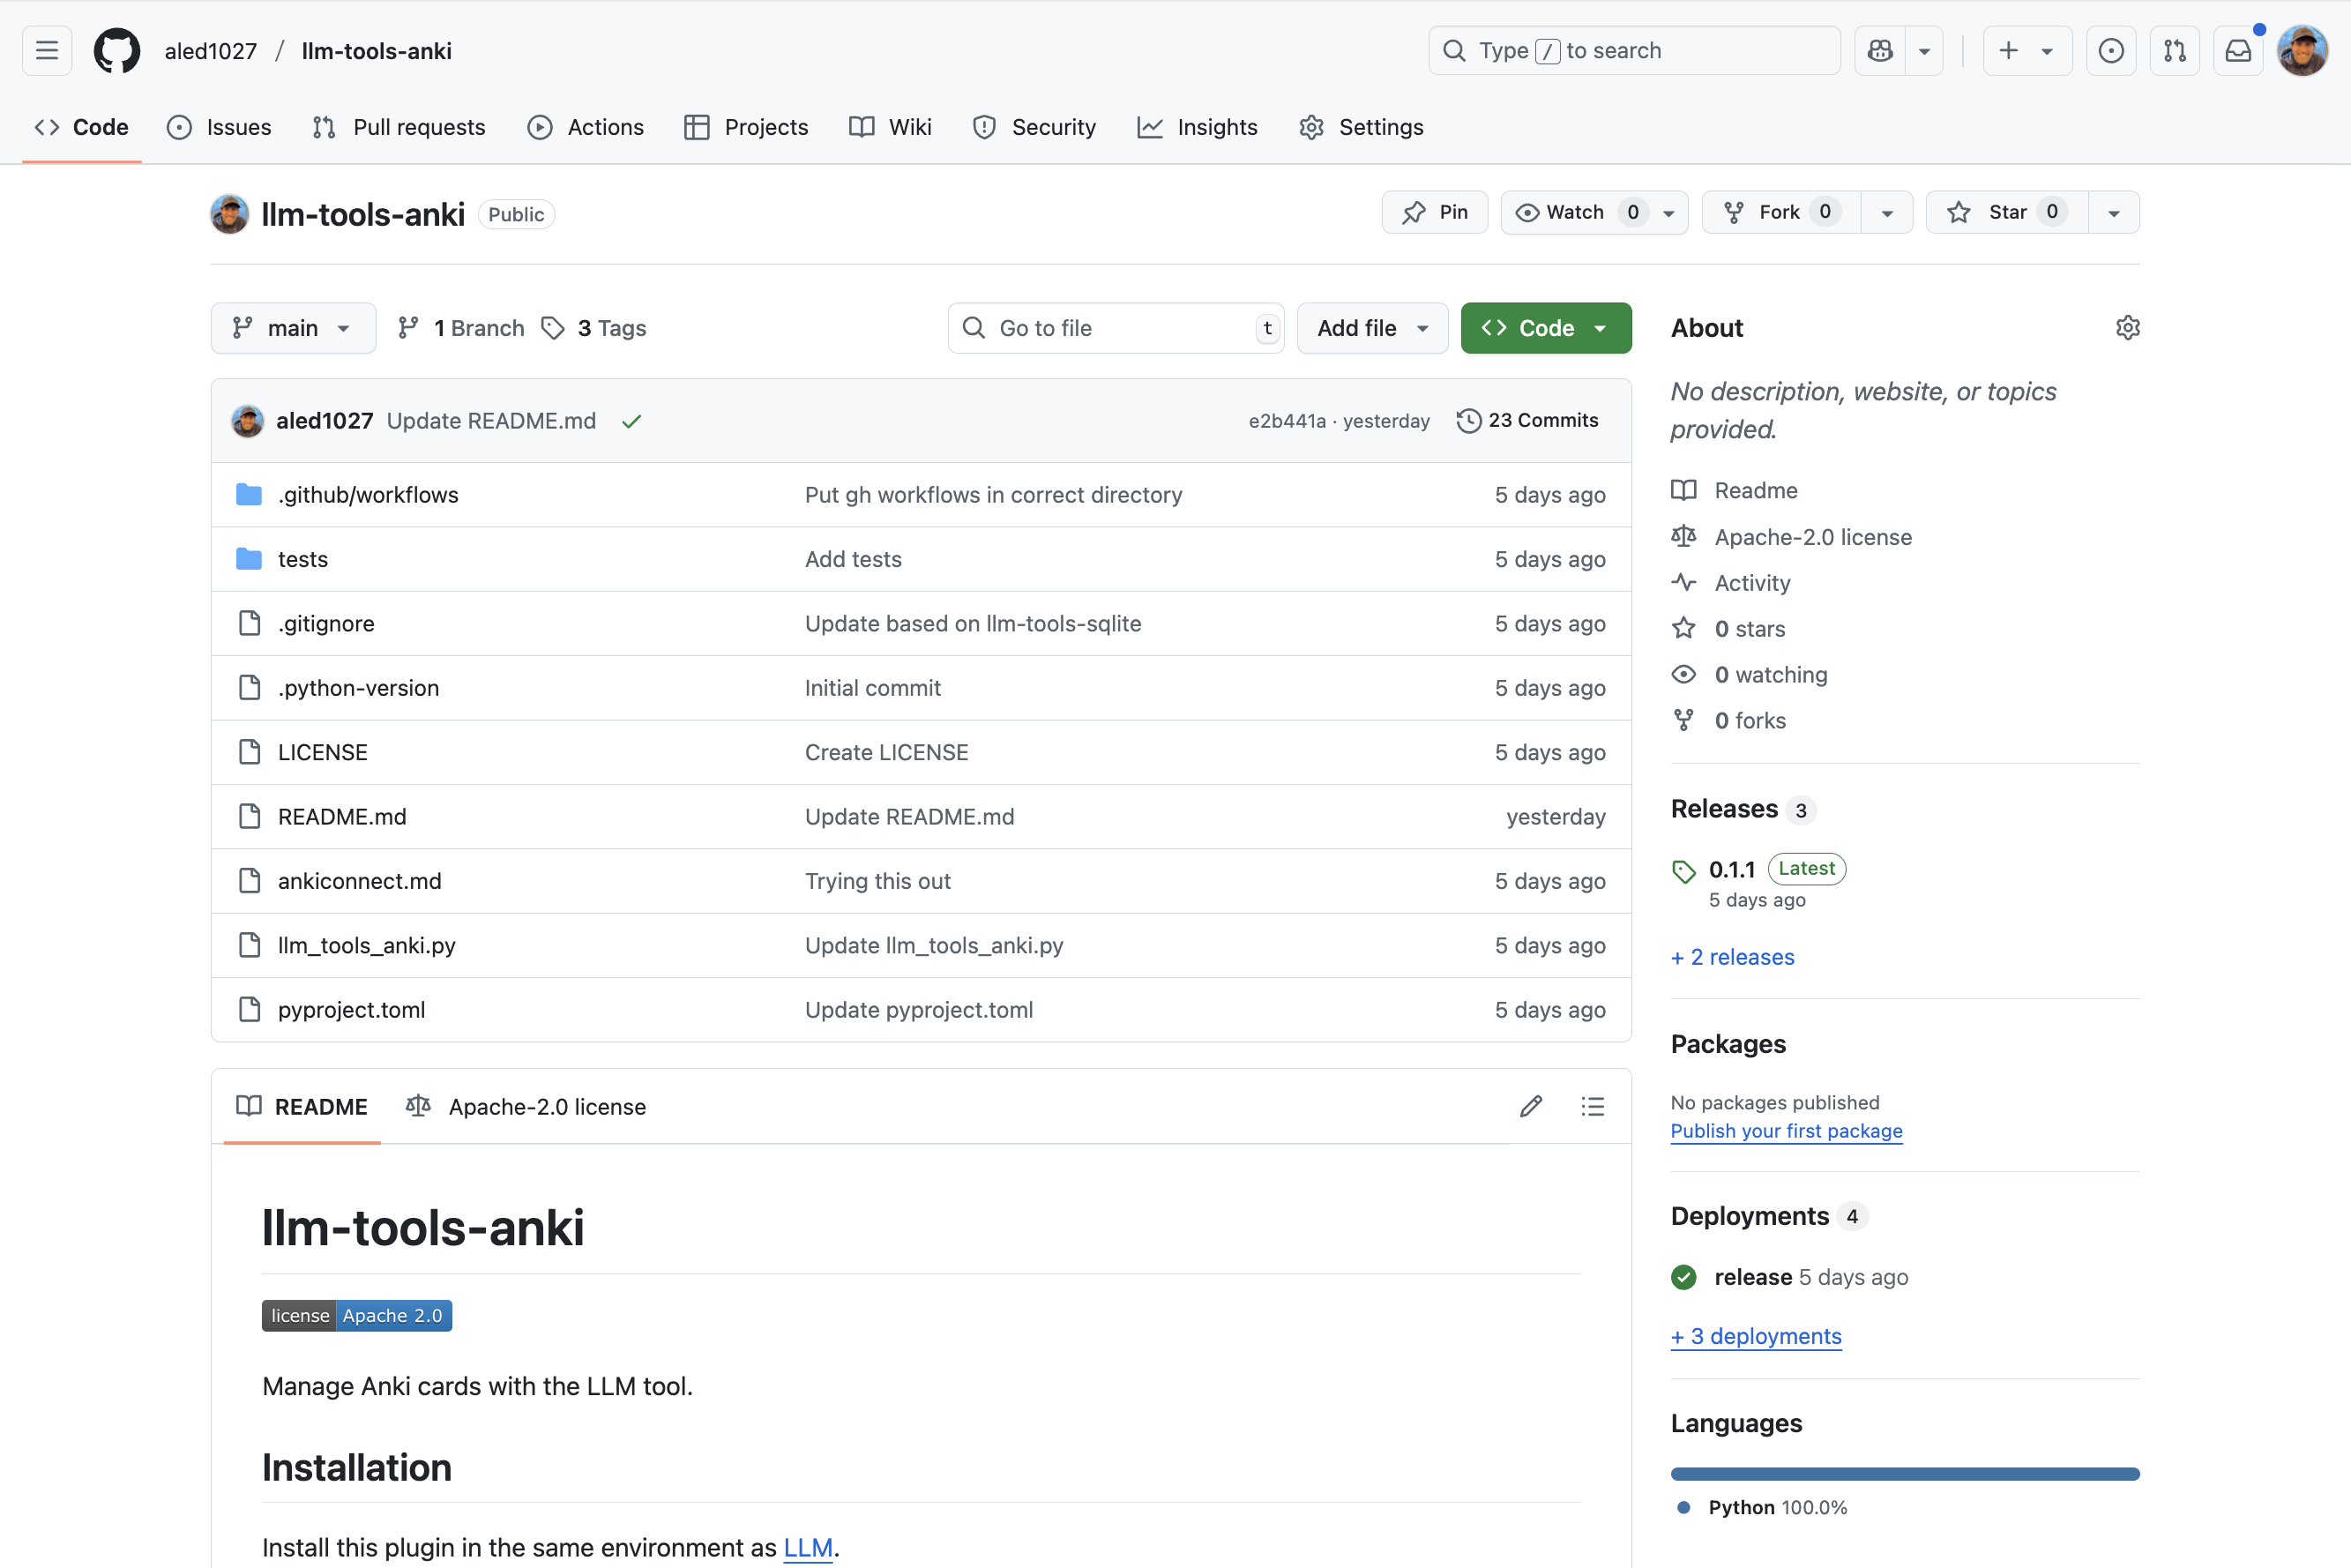 aled1027 / llm-tools-anki
Type / to search
Code
Issues
Pull requests
Actions
Projects
Wiki
Security
Insights
Settings
llm-tools-anki Public
Pin
Watch 0
Fork 0
Star 0
main
1 Branch
3 Tags
Go to file t
Add file
Code
aled1027 Update README.md
e2b441a · yesterday
23 Commits
.github/workflows Put gh workflows in correct directory 5 days ago
tests Add tests 5 days ago
.gitignore Update based on llm-tools-sqlite 5 days ago
.python-version Initial commit 5 days ago
LICENSE Create LICENSE 5 days ago
README.md Update README.md yesterday
ankiconnect.md Trying this out 5 days ago
llm_tools_anki.py Update llm_tools_anki.py 5 days ago
pyproject.toml Update pyproject.toml 5 days ago
README
Apache-2.0 license
llm-tools-anki
license Apache 2.0
Manage Anki cards with the LLM tool.
Installation
Install this plugin in the same environment as LLM.
About
No description, website, or topics
provided.
Readme
Apache-2.0 license
Activity
0 stars
0 watching
0 forks
Releases 3
0.1.1 Latest
5 days ago
+ 2 releases
Packages
No packages published
Publish your first package
Deployments 4
release 5 days ago
+ 3 deployments
Languages
Python 100.0%